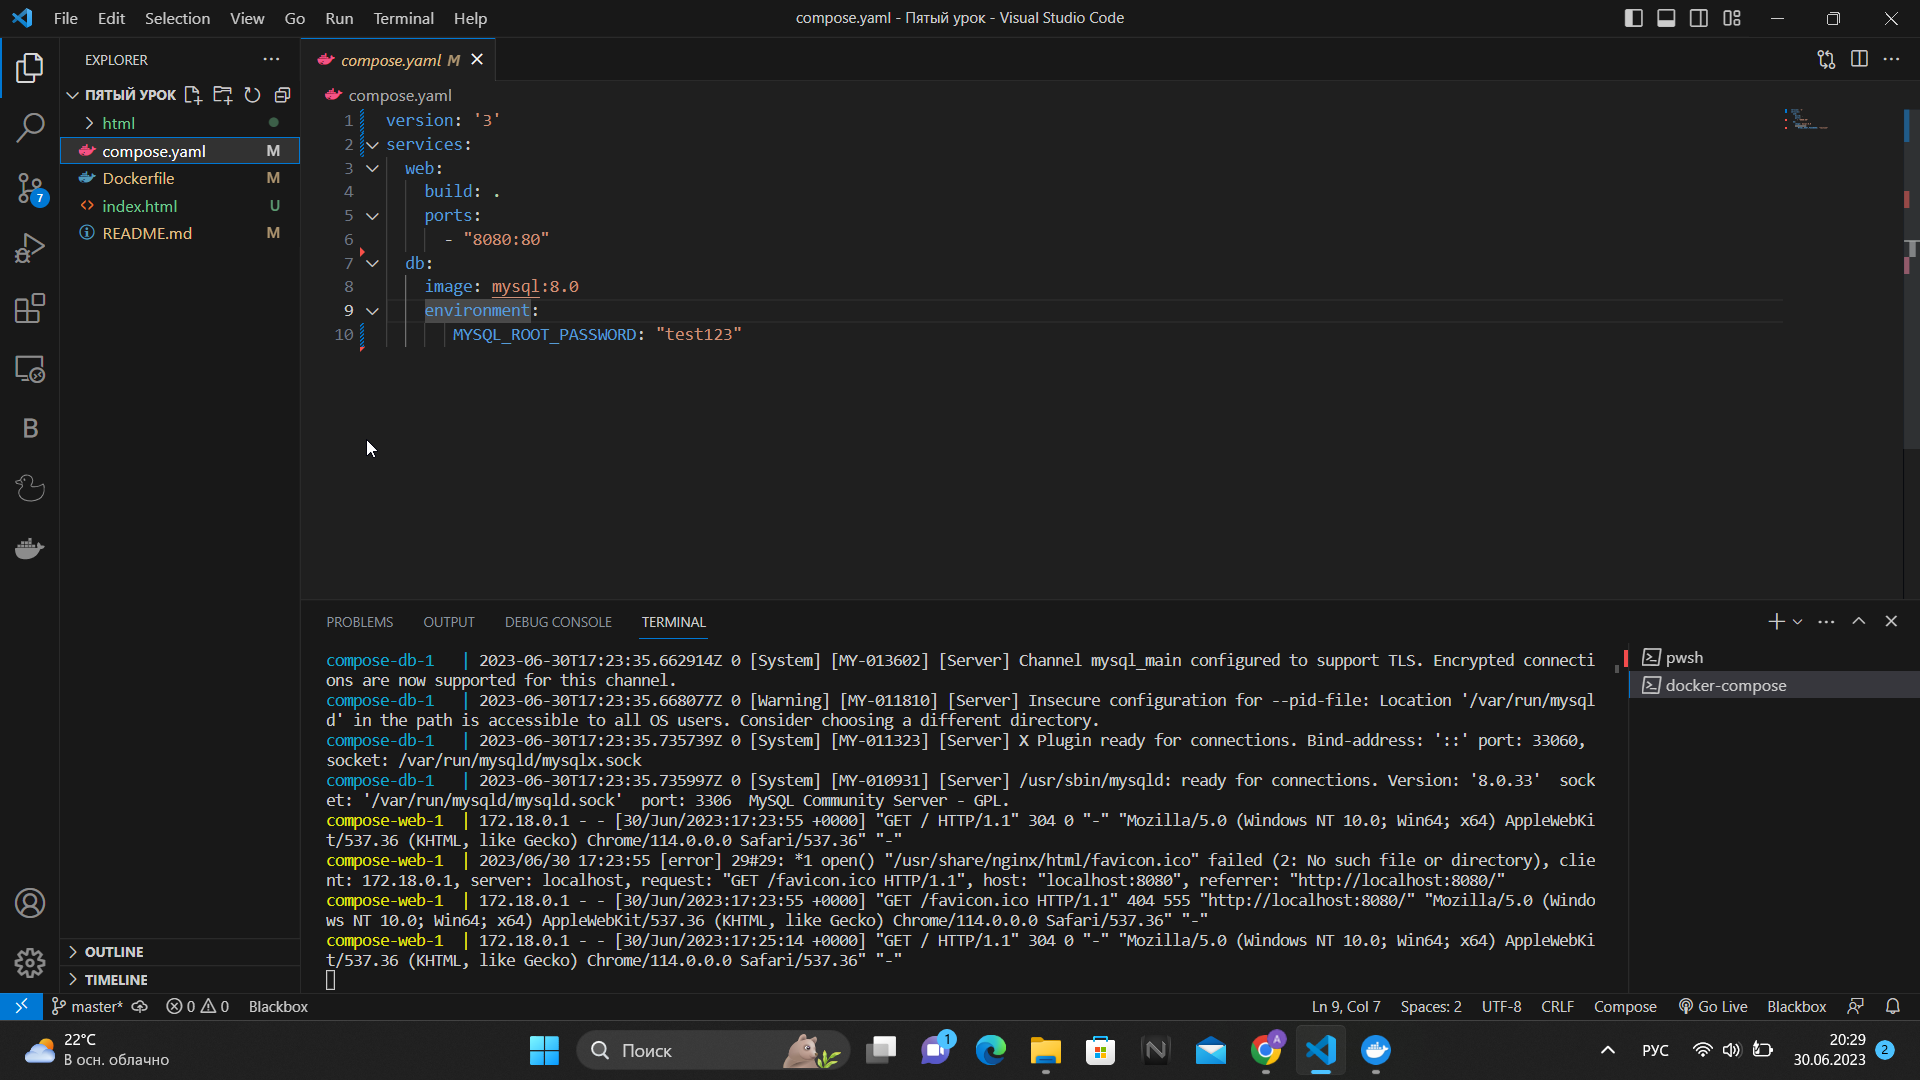 File Edit Selection View Go Run Terminal Help
compose.yaml - Пятый урок - Visual Studio Code
EXPLORER
ПЯТЫЙ УРОК
html
compose.yaml M
Dockerfile M
index.html U
README.md M
7
B
OUTLINE
TIMELINE
compose.yaml M
compose.yaml
1 version: '3'
2 services:
3 web:
4 build: .
5 ports:
6 - "8080:80"
7 db:
8 image: mysql:8.0
9 environment:
10 MYSQL_ROOT_PASSWORD: "test123"
PROBLEMS OUTPUT DEBUG CONSOLE TERMINAL
compose-db-1 | 2023-06-30T17:23:35.662914Z 0 [System] [MY-013602] [Server] Channel mysql_main configured to support TLS. Encrypted connecti
ons are now supported for this channel.
compose-db-1 | 2023-06-30T17:23:35.668077Z 0 [Warning] [MY-011810] [Server] Insecure configuration for --pid-file: Location '/var/run/mysql
d' in the path is accessible to all OS users. Consider choosing a different directory.
compose-db-1 | 2023-06-30T17:23:35.735739Z 0 [System] [MY-011323] [Server] X Plugin ready for connections. Bind-address: '::' port: 33060,
socket: /var/run/mysqld/mysqlx.sock
compose-db-1 | 2023-06-30T17:23:35.735997Z 0 [System] [MY-010931] [Server] /usr/sbin/mysqld: ready for connections. Version: '8.0.33' sock
et: '/var/run/mysqld/mysqld.sock' port: 3306 MySQL Community Server - GPL.
compose-web-1 | 172.18.0.1 - - [30/Jun/2023:17:23:55 +0000] "GET / HTTP/1.1" 304 0 "-" "Mozilla/5.0 (Windows NT 10.0; Win64; x64) AppleWebKi
t/537.36 (KHTML, like Gecko) Chrome/114.0.0.0 Safari/537.36" "-"
compose-web-1 | 2023/06/30 17:23:55 [error] 29#29: *1 open() "/usr/share/nginx/html/favicon.ico" failed (2: No such file or directory), clie
nt: 172.18.0.1, server: localhost, request: "GET /favicon.ico HTTP/1.1", host: "localhost:8080", referrer: "http://localhost:8080/"
compose-web-1 | 172.18.0.1 - - [30/Jun/2023:17:23:55 +0000] "GET /favicon.ico HTTP/1.1" 404 555 "http://localhost:8080/" "Mozilla/5.0 (Windo
ws NT 10.0; Win64; x64) AppleWebKit/537.36 (KHTML, like Gecko) Chrome/114.0.0.0 Safari/537.36" "-"
compose-web-1 | 172.18.0.1 - - [30/Jun/2023:17:25:14 +0000] "GET / HTTP/1.1" 304 0 "-" "Mozilla/5.0 (Windows NT 10.0; Win64; x64) AppleWebKi
t/537.36 (KHTML, like Gecko) Chrome/114.0.0.0 Safari/537.36" "-"
pwsh
docker-compose
master* 0 0 Blackbox
Ln 9, Col 7 Spaces: 2 UTF-8 CRLF Compose Go Live Blackbox
22°C
В осн. облачно
Поиск
1
N
A
РУС
20:29
30.06.2023
2